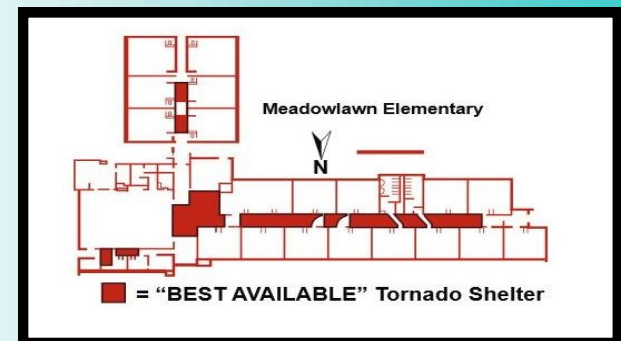 Meadowlawn Elementary
N
= “BEST AVAILABLE” Tornado Shelter